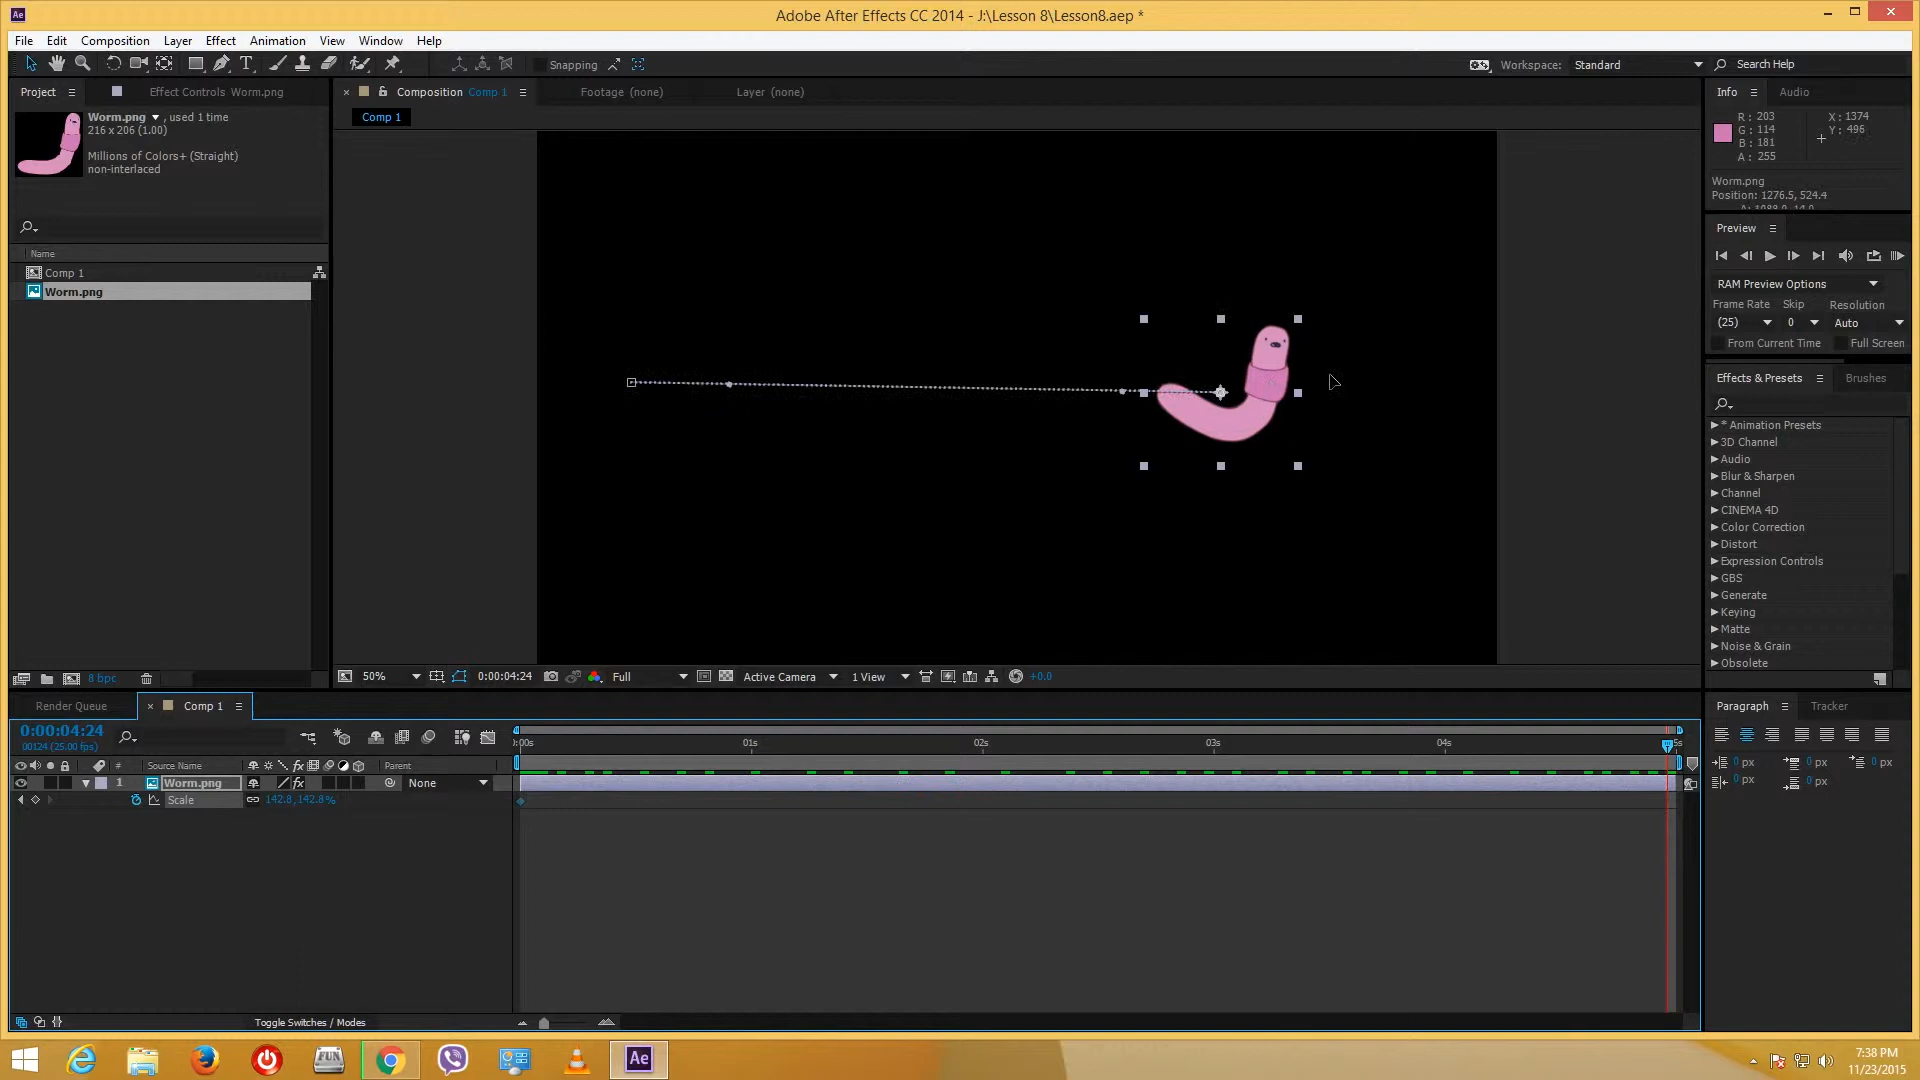 Adobe After Effects CC 2014 - J:\Lesson 8\Lesson8.aep *
File Edit Composition Layer Effect Animation View Window Help
Snapping
Workspace: Standard
Search Help
Project
Effect Controls Worm.png
Worm.png , used 1 time
216 x 206 (1.00)
Millions of Colors+ (Straight)
non-interlaced
Name
Comp 1
Worm.png
8 bpc
Composition Comp 1
Footage (none)
Layer (none)
Comp 1
50%
0:00:04:24
Full
Active Camera
1 View
+0.0
Info
Audio
R: 203
G: 114
B: 181
A: 255
X: 1374
Y: 496
Worm.png
Position: 1276.5, 524.4
Preview
RAM Preview Options
Frame Rate Skip Resolution
(25) 0 Auto
From Current Time Full Screen
Effects & Presets
Brushes
* Animation Presets
3D Channel
Audio
Blur & Sharpen
Channel
CINEMA 4D
Color Correction
Distort
Expression Controls
GBS
Generate
Keying
Matte
Noise & Grain
Obsolete
Render Queue
Comp 1
0:00:04:24
00124 (25.00 fps)
:00s 01s 02s 03s 04s 5s
# Source Name Parent
1 Worm.png None
Scale 142.8,142.8%
Toggle Switches / Modes
Paragraph
Tracker
0 px 0 px 0 px
0 px 0 px
Ae
FUN
7:38 PM
11/23/2015